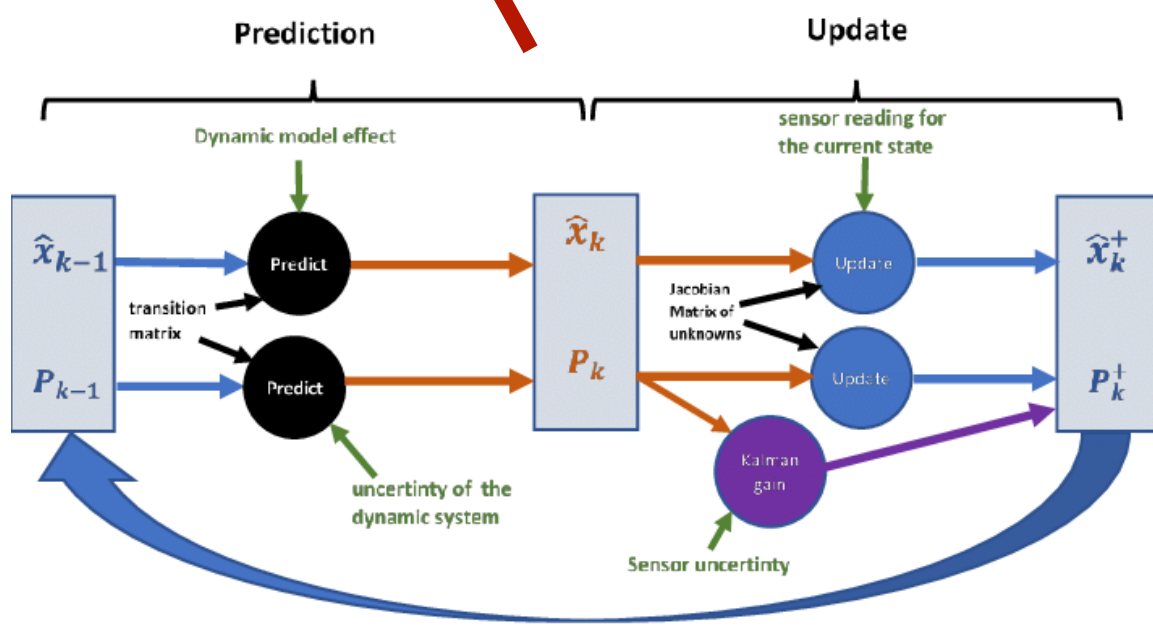 Prediction
Update
Dynamic model effect
sensor reading for
the current state
x̂ₖ₋₁
Predict
x̂ₖ
Update
x̂ₖ⁺
transition
matrix
Jacobian
Matrix of
unknowns
Pₖ₋₁
Predict
Pₖ
Update
Pₖ⁺
Kalman
gain
uncertinty of the
dynamic system
Sensor uncertinty